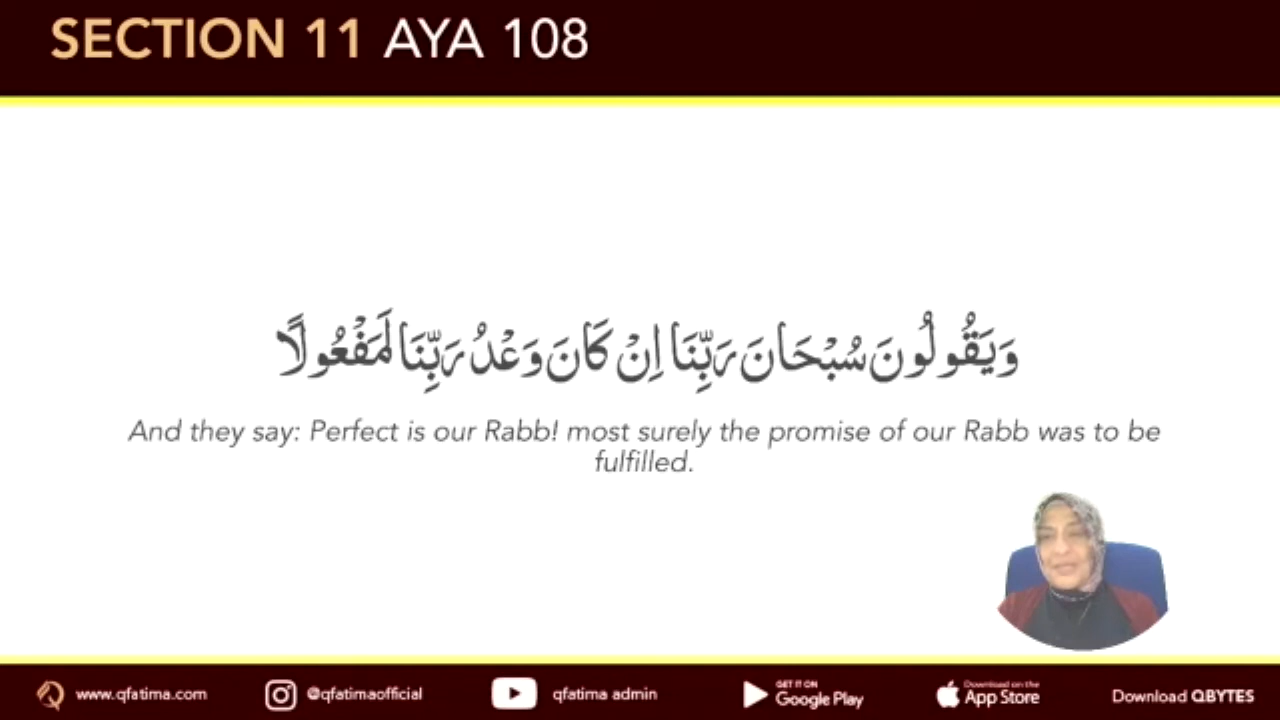 SECTION 11 AYA 108
وَيَقُولُونَ سُبْحَانَ رَبِّنَا اِنْ كَانَ وَعْدُ رَبِّنَا لَمَفْعُولًا
And they say: Perfect is our Rabb! most surely the promise of our Rabb was to be
fulfilled.
www.qfatima.com @qfatimaofficial qfatima admin GET IT ON Google Play Download on the App Store Download QBYTES